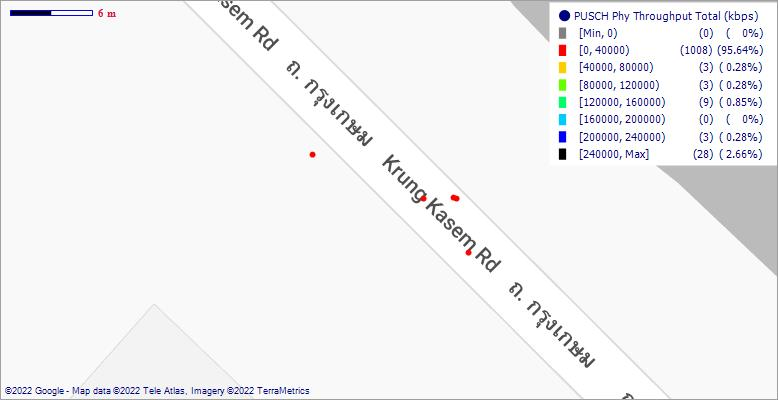 6 m
PUSCH Phy Throughput Total (kbps)
[Min, 0) (0) ( 0%)
[0, 40000) (1008) (95.64%)
[40000, 80000) (3) ( 0.28%)
[80000, 120000) (3) ( 0.28%)
[120000, 160000) (9) ( 0.85%)
[160000, 200000) (0) ( 0%)
[200000, 240000) (3) ( 0.28%)
[240000, Max] (28) ( 2.66%)
sem Rd
ถ. กรุงเกษม
Krung Kasem Rd
ถ. กรุงเกษม
©2022 Google - Map data ©2022 Tele Atlas, Imagery ©2022 TerraMetrics